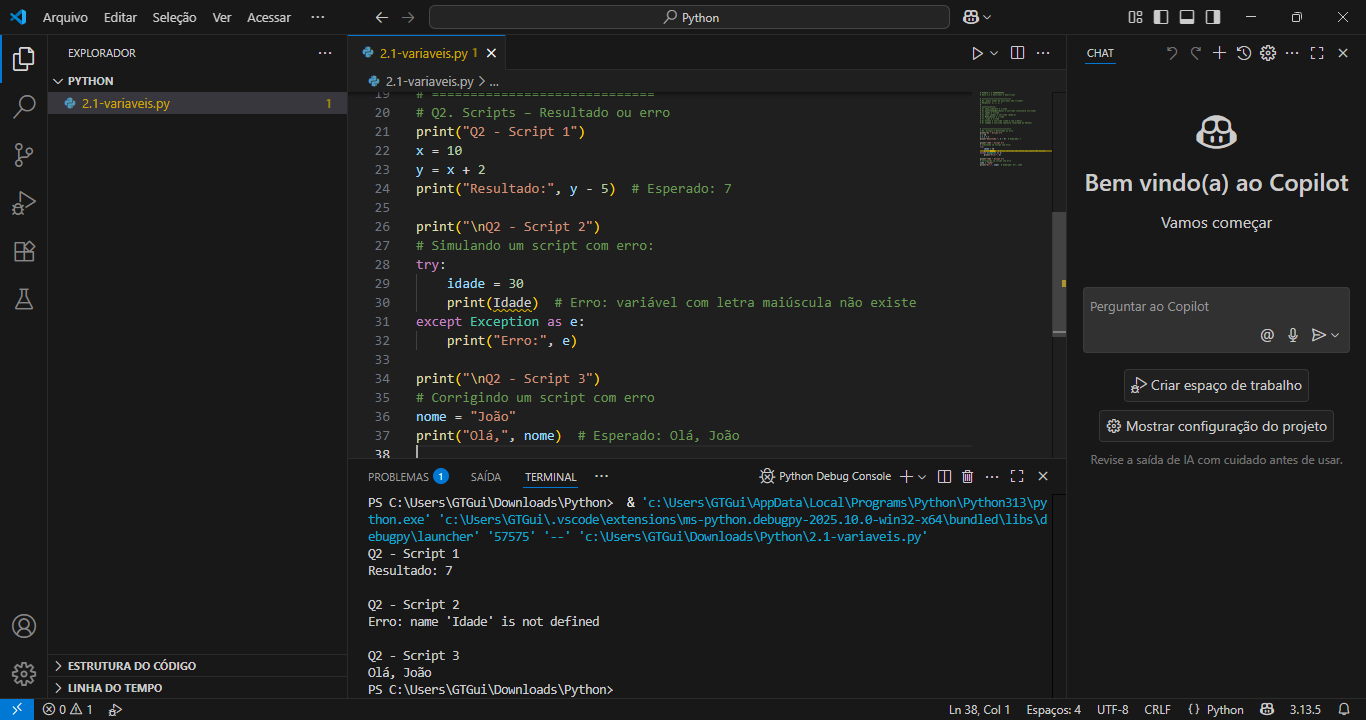 Arquivo Editar Seleção Ver Acessar ··· Python
EXPLORADOR ···
PYTHON
2.1-variaveis.py 1
ESTRUTURA DO CÓDIGO
LINHA DO TEMPO
2.1-variaveis.py 1
2.1-variaveis.py > ...
19 # =============================
20 # Q2. Scripts – Resultado ou erro
21 print("Q2 - Script 1")
22 x = 10
23 y = x + 2
24 print("Resultado:", y - 5)  # Esperado: 7
25
26 print("\nQ2 - Script 2")
27 # Simulando um script com erro:
28 try:
29     idade = 30
30     print(Idade)  # Erro: variável com letra maiúscula não existe
31 except Exception as e:
32     print("Erro:", e)
33
34 print("\nQ2 - Script 3")
35 # Corrigindo um script com erro
36 nome = "João"
37 print("Olá,", nome)  # Esperado: Olá, João
38
PROBLEMAS 1 SAÍDA TERMINAL ··· Python Debug Console
PS C:\Users\GTGui\Downloads\Python>  & 'c:\Users\GTGui\AppData\Local\Programs\Python\Python313\py
thon.exe' 'c:\Users\GTGui\.vscode\extensions\ms-python.debugpy-2025.10.0-win32-x64\bundled\libs\d
ebugpy\launcher' '57575' '--' 'c:\Users\GTGui\Downloads\Python\2.1-variaveis.py'
Q2 - Script 1
Resultado: 7

Q2 - Script 2
Erro: name 'Idade' is not defined

Q2 - Script 3
Olá, João
PS C:\Users\GTGui\Downloads\Python>
CHAT
Bem vindo(a) ao Copilot
Vamos começar
Perguntar ao Copilot
@
Criar espaço de trabalho
Mostrar configuração do projeto
Revise a saída de IA com cuidado antes de usar.
0 1 Ln 38, Col 1 Espaços: 4 UTF-8 CRLF { } Python 3.13.5